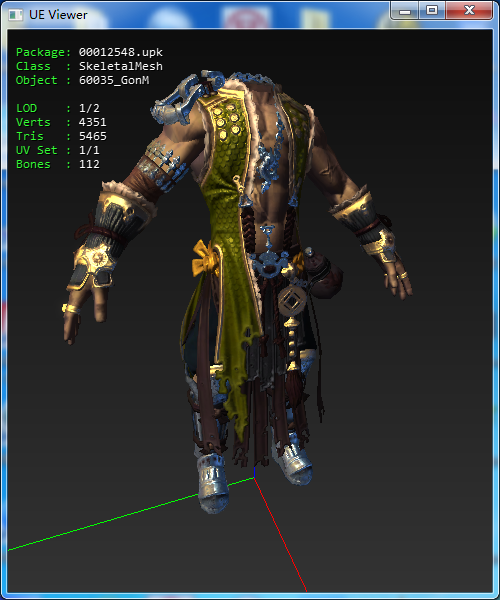 UE Viewer
Package: 00012548.upk
Class  : SkeletalMesh
Object : 60035_GonM
LOD    : 1/2
Verts  : 4351
Tris   : 5465
UV Set : 1/1
Bones  : 112